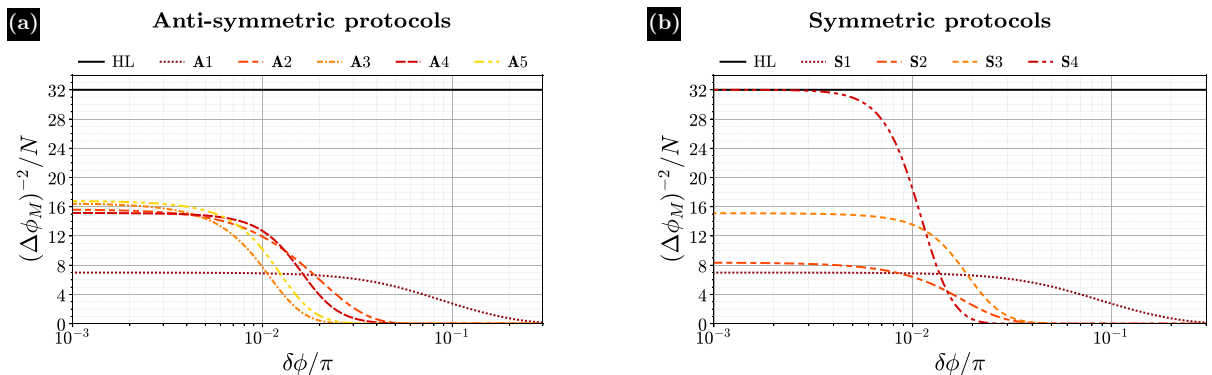 (a) Anti-symmetric protocols
HL A1 A2 A3 A4 A5
32
28
24
20
16
12
8
4
0
(Δϕ_M)^{-2}/N
10^{-3} 10^{-2} 10^{-1}
δϕ/π
(b) Symmetric protocols
HL S1 S2 S3 S4
32
28
24
20
16
12
8
4
0
(Δϕ_M)^{-2}/N
10^{-3} 10^{-2} 10^{-1}
δϕ/π